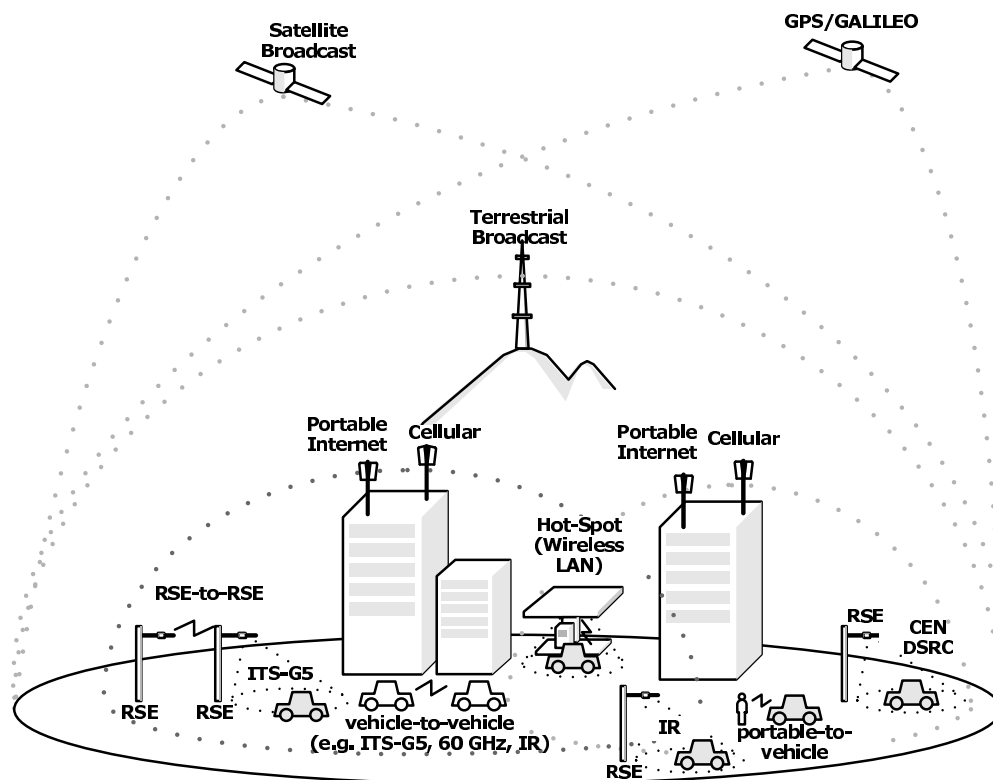 Satellite
Broadcast
GPS/GALILEO
Terrestrial
Broadcast
Portable
Internet
Cellular
Portable
Internet
Cellular
Hot-Spot
(Wireless
LAN)
RSE-to-RSE
RSE
CEN
DSRC
ITS-G5
RSE
RSE
vehicle-to-vehicle
(e.g. ITS-G5, 60 GHz, IR)
IR
portable-to-
vehicle
RSE